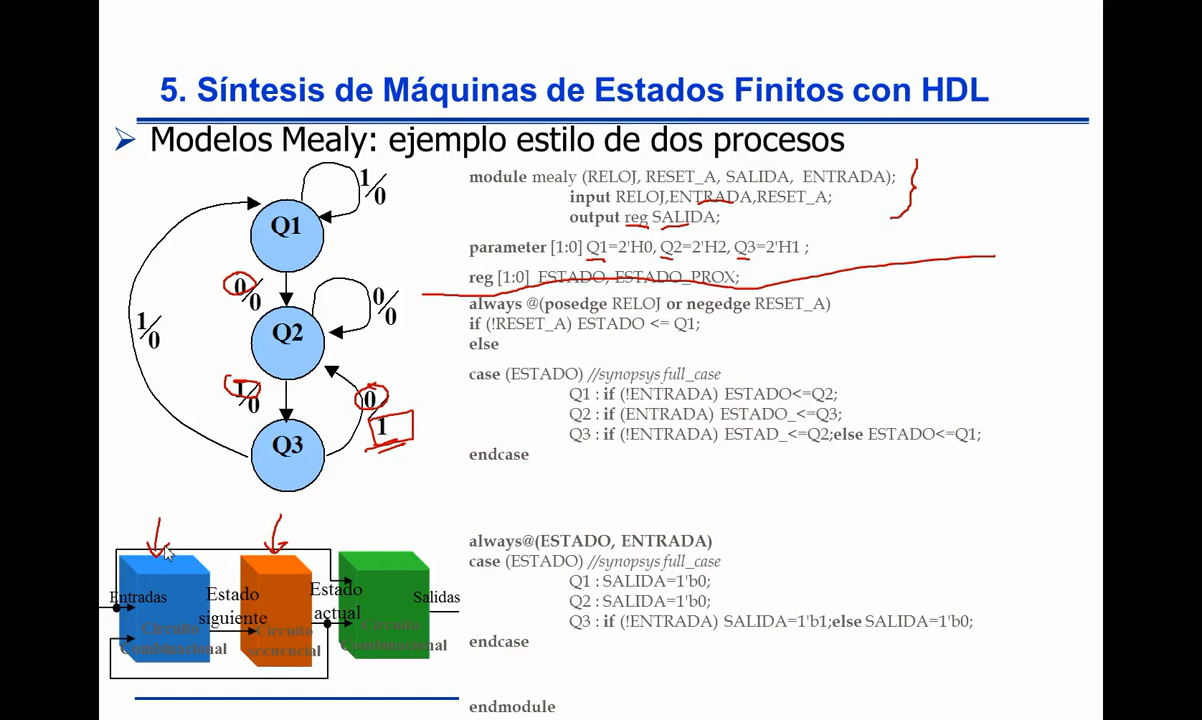 5. Síntesis de Máquinas de Estados Finitos con HDL
Modelos Mealy: ejemplo estilo de dos procesos
1/0
Q1
0/0
0/0
Q2
1/0
1/0
0/1
Q3
module mealy (RELOJ, RESET_A, SALIDA, ENTRADA);
input RELOJ,ENTRADA,RESET_A;
output reg SALIDA;
parameter [1:0] Q1=2'H0, Q2=2'H2, Q3=2'H1 ;
reg [1:0] ESTADO, ESTADO_PROX;
always @(posedge RELOJ or negedge RESET_A)
if (!RESET_A) ESTADO <= Q1;
else
case (ESTADO) //synopsys full_case
Q1 : if (!ENTRADA) ESTADO<=Q2;
Q2 : if (ENTRADA) ESTADO_<=Q3;
Q3 : if (!ENTRADA) ESTAD_<=Q2;else ESTADO<=Q1;
endcase
always@(ESTADO, ENTRADA)
case (ESTADO) //synopsys full_case
Q1 : SALIDA=1'b0;
Q2 : SALIDA=1'b0;
Q3 : if (!ENTRADA) SALIDA=1'b1;else SALIDA=1'b0;
endcase
endmodule
Entradas
Circuito
Combinacional
Estado
siguiente
Circuito
secuencial
Estado
actual
Circuito
Combinacional
Salidas